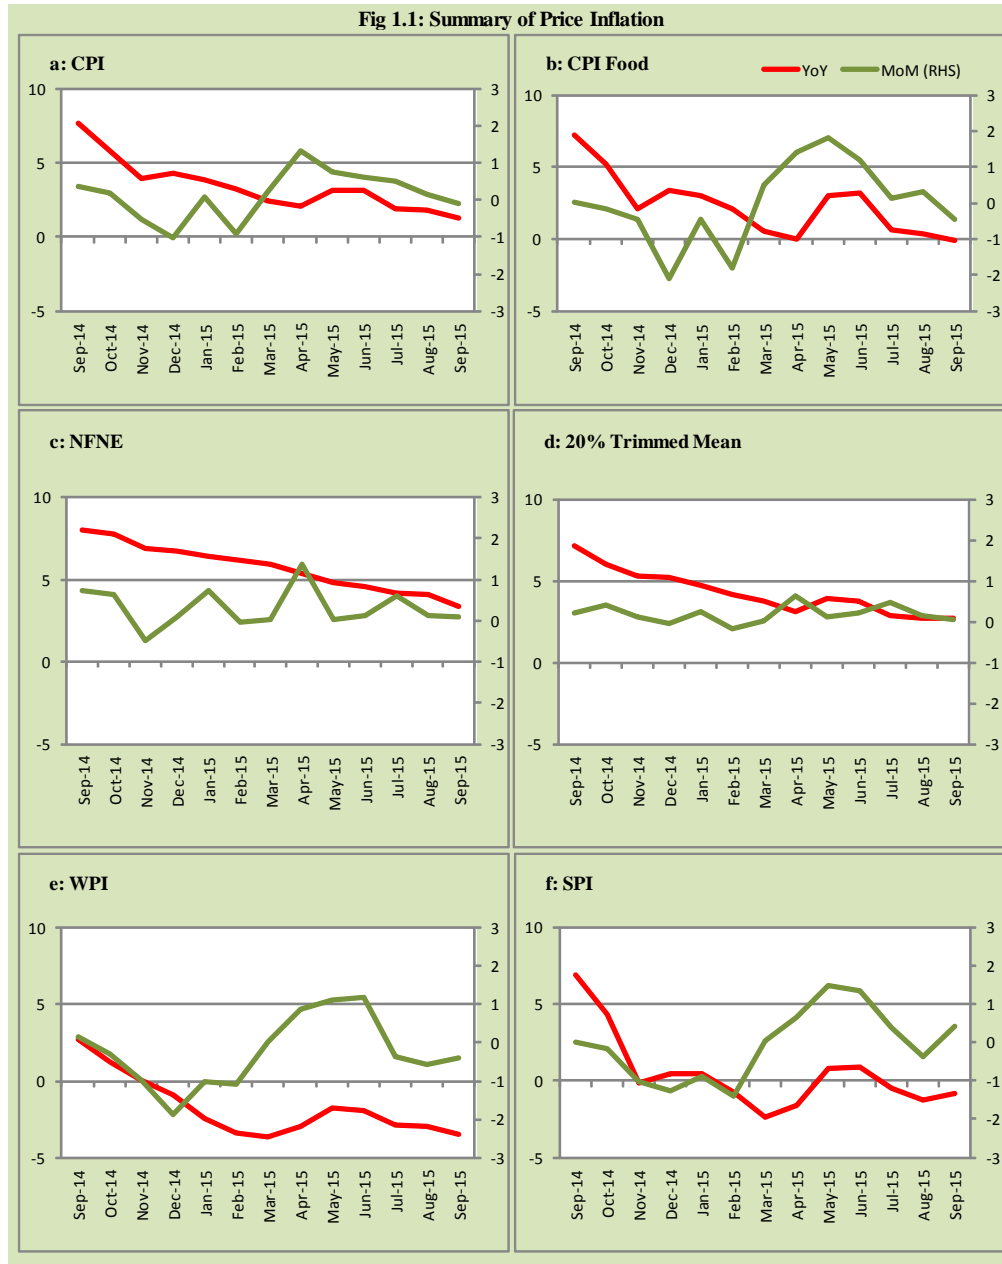 Fig 1.1: Summary of Price Inflation
a: CPI
10
5
0
-5
3
2
1
0
-1
-2
-3
Sep-14
Oct-14
Nov-14
Dec-14
Jan-15
Feb-15
Mar-15
Apr-15
May-15
Jun-15
Jul-15
Aug-15
Sep-15
b: CPI Food
YoY
MoM (RHS)
10
5
0
-5
3
2
1
0
-1
-2
-3
Sep-14
Oct-14
Nov-14
Dec-14
Jan-15
Feb-15
Mar-15
Apr-15
May-15
Jun-15
Jul-15
Aug-15
Sep-15
c: NFNE
10
5
0
-5
3
2
1
0
-1
-2
-3
Sep-14
Oct-14
Nov-14
Dec-14
Jan-15
Feb-15
Mar-15
Apr-15
May-15
Jun-15
Jul-15
Aug-15
Sep-15
d: 20% Trimmed Mean
10
5
0
-5
3
2
1
0
-1
-2
-3
Sep-14
Oct-14
Nov-14
Dec-14
Jan-15
Feb-15
Mar-15
Apr-15
May-15
Jun-15
Jul-15
Aug-15
Sep-15
e: WPI
10
5
0
-5
3
2
1
0
-1
-2
-3
Sep-14
Oct-14
Nov-14
Dec-14
Jan-15
Feb-15
Mar-15
Apr-15
May-15
Jun-15
Jul-15
Aug-15
Sep-15
f: SPI
10
5
0
-5
3
2
1
0
-1
-2
-3
Sep-14
Oct-14
Nov-14
Dec-14
Jan-15
Feb-15
Mar-15
Apr-15
May-15
Jun-15
Jul-15
Aug-15
Sep-15